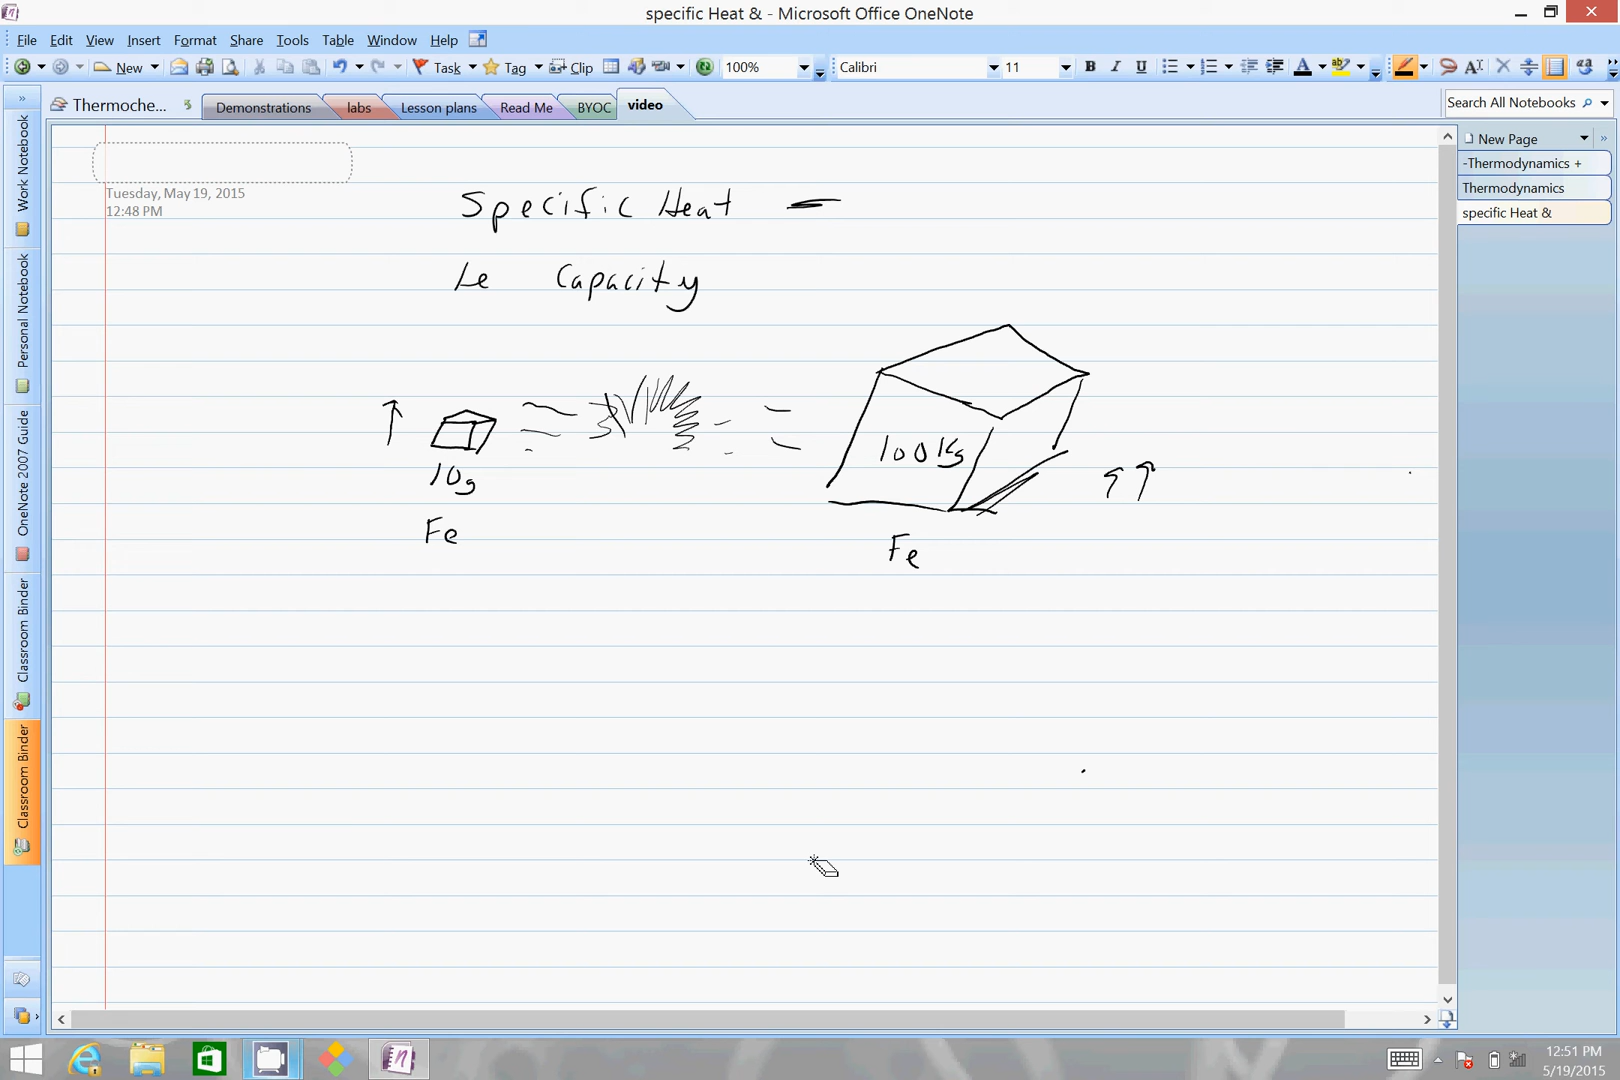 specific Heat & - Microsoft Office OneNote
File Edit View Insert Format Share Tools Table Window Help
New Task Tag Clip 100% Calibri 11 B I U A
Thermoche... 5 Demonstrations labs Lesson plans Read Me BYOC video Search All Notebooks
New Page
-Thermodynamics +
Thermodynamics
specific Heat &
Work Notebook
Personal Notebook
OneNote 2007 Guide
Classroom Binder
Classroom Binder
Tuesday, May 19, 2015
12:48 PM
Specific Heat -
Capacity
10g
Fe
100Kg
Fe
12:51 PM
5/19/2015